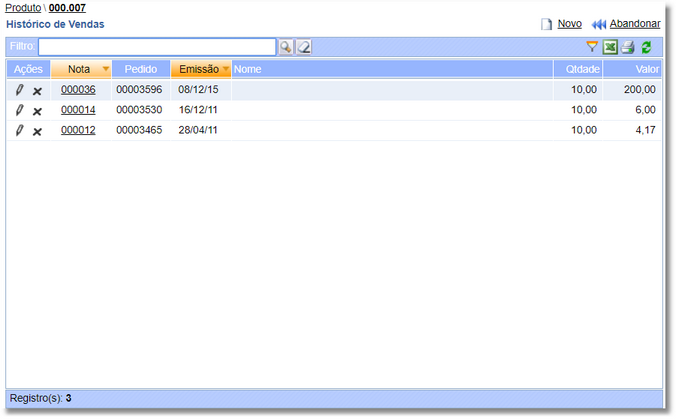 Produto \ 000.007
Histórico de Vendas Novo Abandonar
Filtro:
Ações Nota Pedido Emissão Nome Qtdade Valor
000036 00003596 08/12/15 10,00 200,00
000014 00003530 16/12/11 10,00 6,00
000012 00003465 28/04/11 10,00 4,17
Registro(s): 3